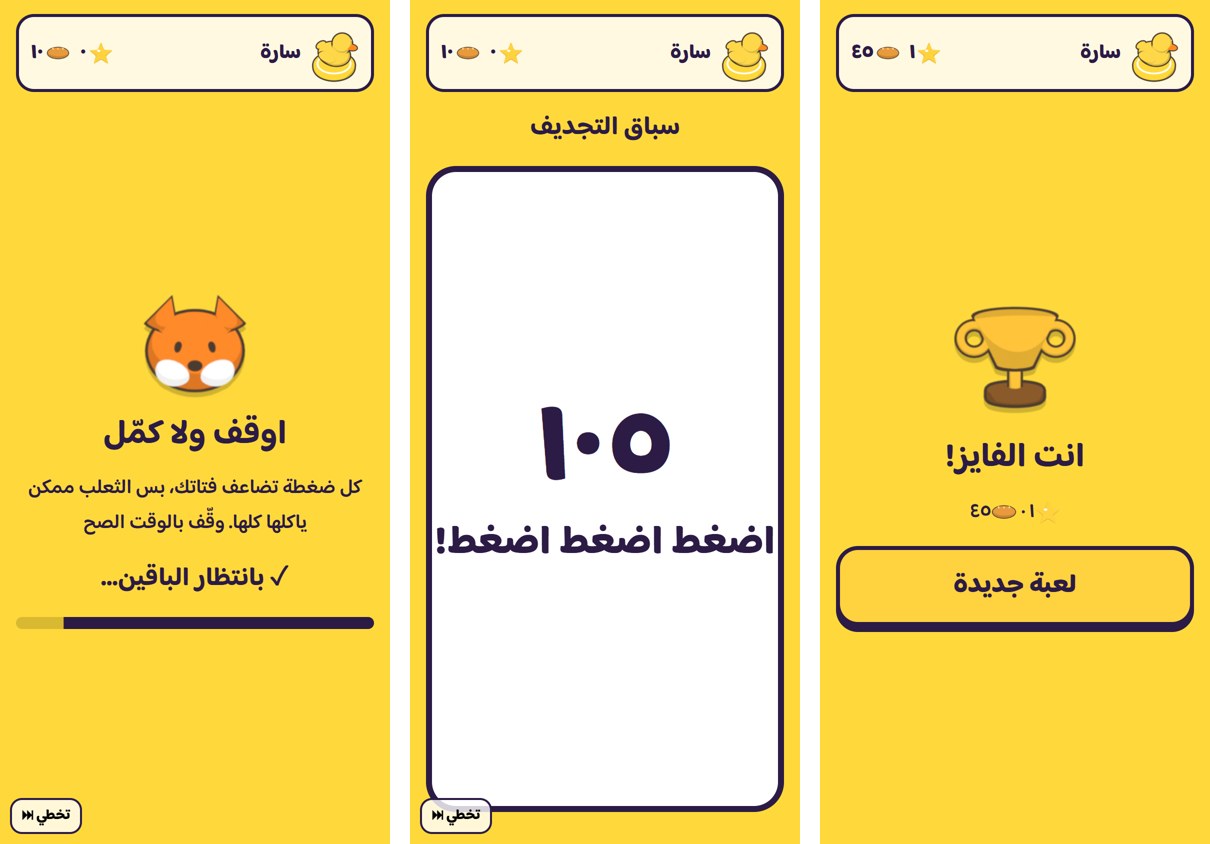 سارة ⭐ ٠ 🥖 ١٠
اوقف ولا كمّل
كل ضغطة تضاعف فتاتك، بس الثعلب ممكن
ياكلها كلها. وقّف بالوقت الصح
✓ بانتظار الباقين...
تخطي ⏭
سارة ⭐ ٠ 🥖 ١٠
سباق التجديف
١٠٥
اضغط اضغط اضغط!
تخطي ⏭
سارة ⭐ ١ 🥖 ٤٥
انت الفايز!
⭐١ · 🥖٤٥
لعبة جديدة